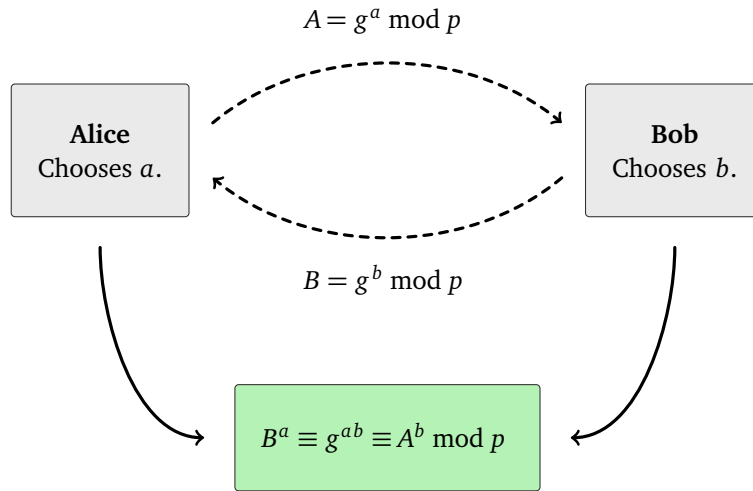 A = g^a mod p
Alice
Chooses a.
Bob
Chooses b.
B = g^b mod p
B^a ≡ g^{ab} ≡ A^b mod p